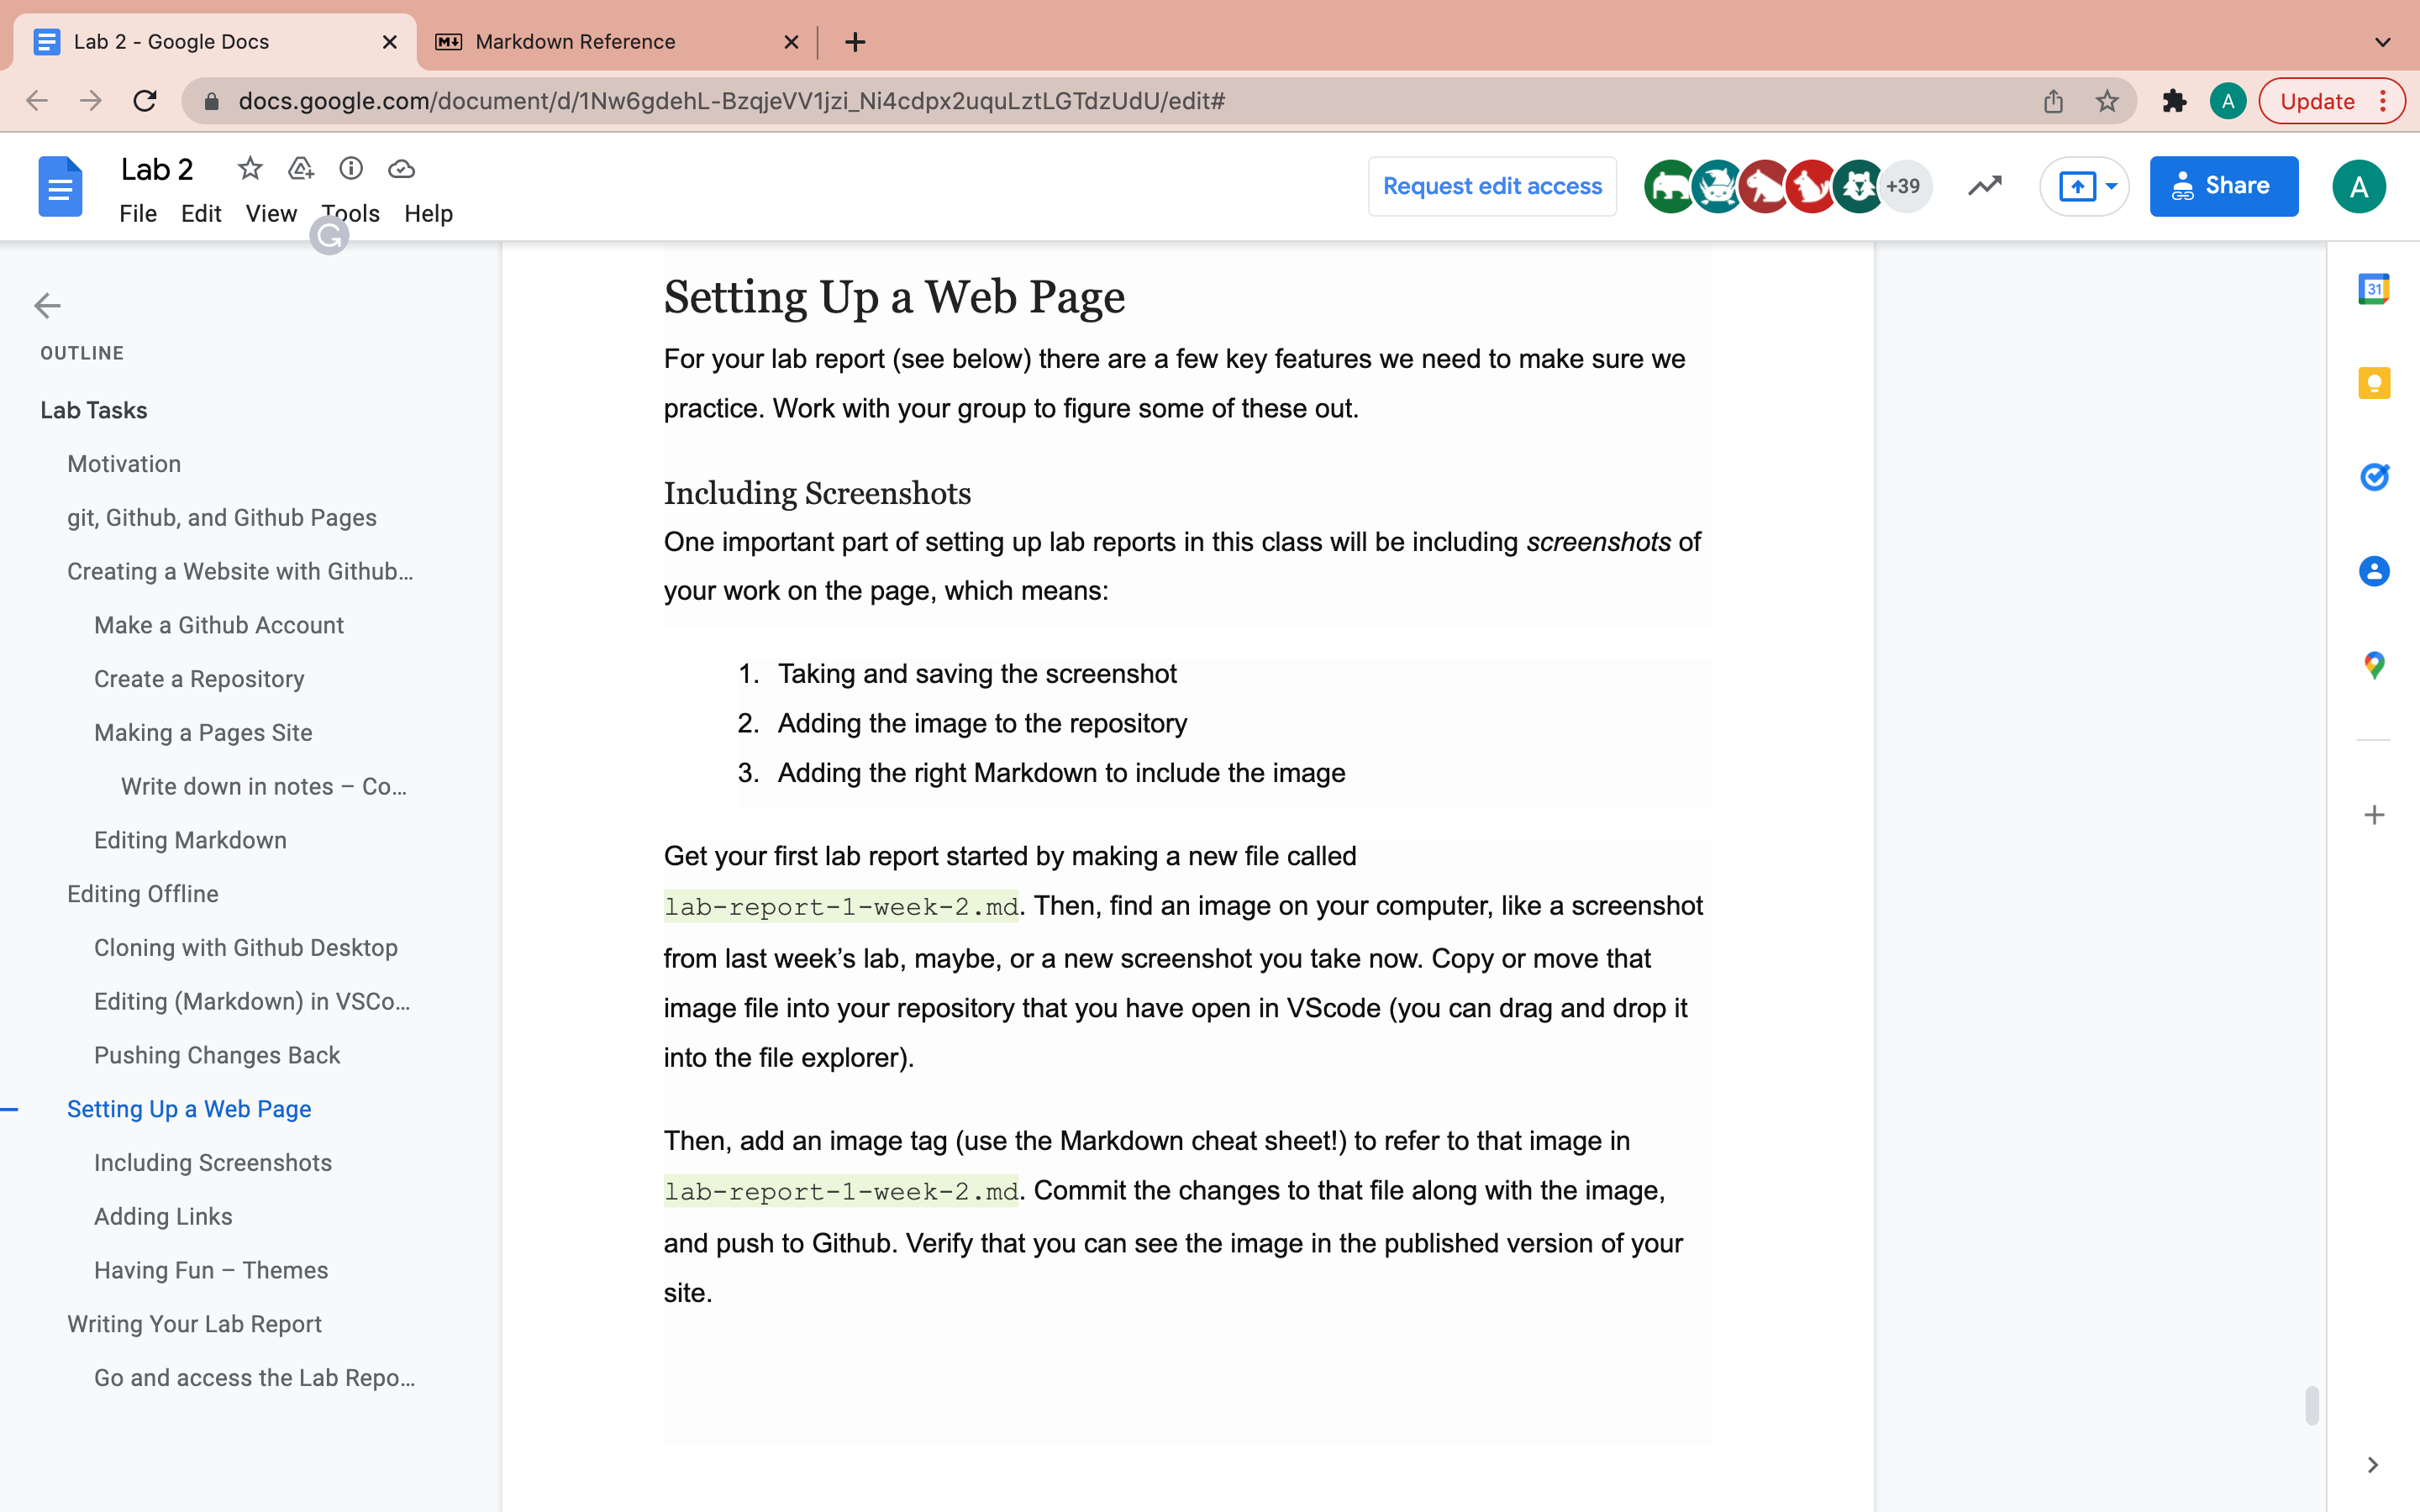 Lab 2 - Google Docs
Markdown Reference
docs.google.com/document/d/1Nw6gdehL-BzqjeVV1jzi_Ni4cdpx2uquLztLGTdzUdU/edit#
A
Update
Lab 2
File Edit View Tools Help
G
Request edit access
+39
Share
A
31
OUTLINE
Lab Tasks
Motivation
git, Github, and Github Pages
Creating a Website with Github...
Make a Github Account
Create a Repository
Making a Pages Site
Write down in notes – Co...
Editing Markdown
Editing Offline
Cloning with Github Desktop
Editing (Markdown) in VSCo...
Pushing Changes Back
Setting Up a Web Page
Including Screenshots
Adding Links
Having Fun – Themes
Writing Your Lab Report
Go and access the Lab Repo...
Setting Up a Web Page
For your lab report (see below) there are a few key features we need to make sure we
practice. Work with your group to figure some of these out.
Including Screenshots
One important part of setting up lab reports in this class will be including screenshots of
your work on the page, which means:
1. Taking and saving the screenshot
2. Adding the image to the repository
3. Adding the right Markdown to include the image
Get your first lab report started by making a new file called
lab-report-1-week-2.md. Then, find an image on your computer, like a screenshot
from last week’s lab, maybe, or a new screenshot you take now. Copy or move that
image file into your repository that you have open in VScode (you can drag and drop it
into the file explorer).
Then, add an image tag (use the Markdown cheat sheet!) to refer to that image in
lab-report-1-week-2.md. Commit the changes to that file along with the image,
and push to Github. Verify that you can see the image in the published version of your
site.